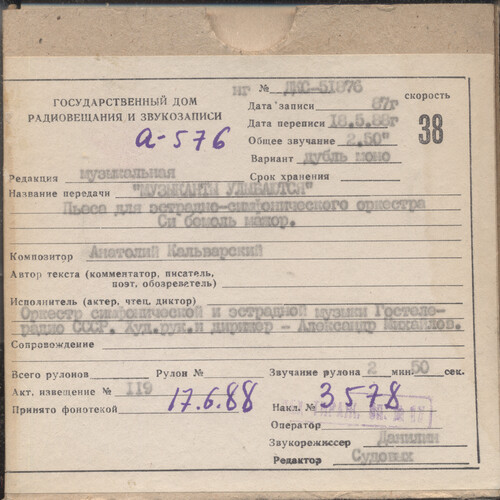 ГОСУДАРСТВЕННЫЙ ДОМ
РАДИОВЕЩАНИЯ И ЗВУКОЗАПИСИ
а-576
нг № ДКС-51876
Дата записи 87г
Дата переписи 18.5.88г
Общее звучание 2.50"
Вариант дубль моно
Срок хранения
скорость
38
Редакция музыкальная
Название передачи "МУЗЫКАНТЫ УЛЫБАЮТСЯ"
Пьеса для эстрадно-симфонического оркестра
Си бемоль мажор.
Композитор Анатолий Кальварский
Автор текста (комментатор, писатель,
поэт, обозреватель)
Исполнитель (актер, чтец, диктор)
Оркестр симфонической и эстрадной музыки Гостеле-
радио СССР. Худ.рук.и дирижер - Александр Михайлов.
Сопровождение
Всего рулонов Рулон № Звучание рулона 2 мин. 50 сек.
Акт. извещение № 119
Принято фонотекой 17.6.88
Накл. № 3578
Оператор
Звукорежиссер Данилин
Редактор Судовых